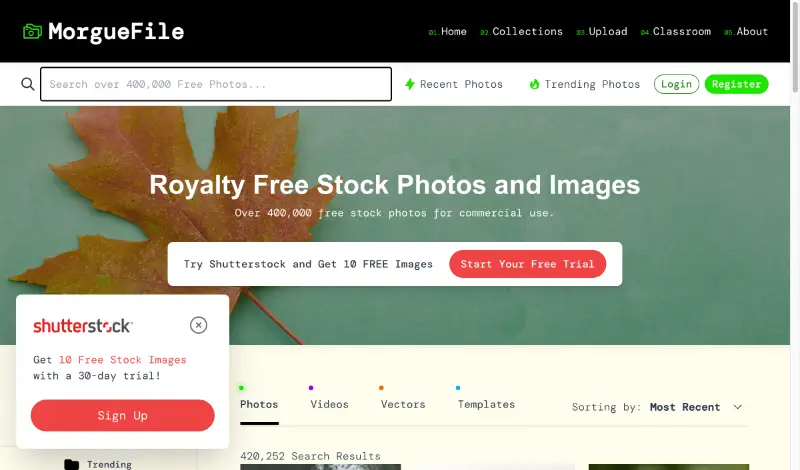 MorgueFile
01.Home 02.Collections 03.Upload 04.Classroom 05.About
Search over 400,000 Free Photos...
Recent Photos
Trending Photos
Login
Register
Royalty Free Stock Photos and Images
Over 400,000 free stock photos for commercial use.
Try Shutterstock and Get 10 FREE Images
Start Your Free Trial
shutterstock
Get 10 Free Stock Images
with a 30-day trial!
Sign Up
Photos Videos Vectors Templates
Sorting by: Most Recent
420,252 Search Results
Trending